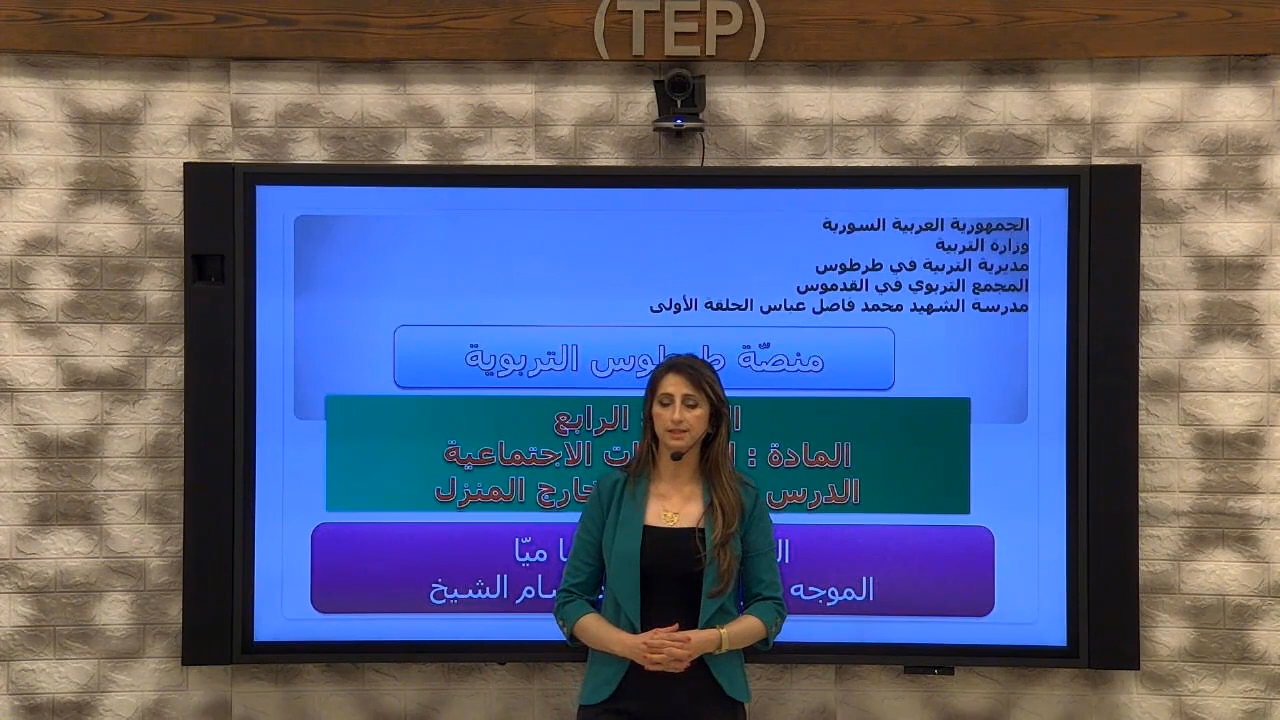 (TEP)
الجمهورية العربية السورية
وزارة التربية
مديرية التربية في طرطوس
المجمع التربوي في القدموس
مدرسة الشهيد محمد فاضل عباس الحلقة الأولى
منصّة طرطوس التربوية
الرابع
المادة : الاجتماعية
الدرس خارج المنزل
ميّا
الموجه الشيخ